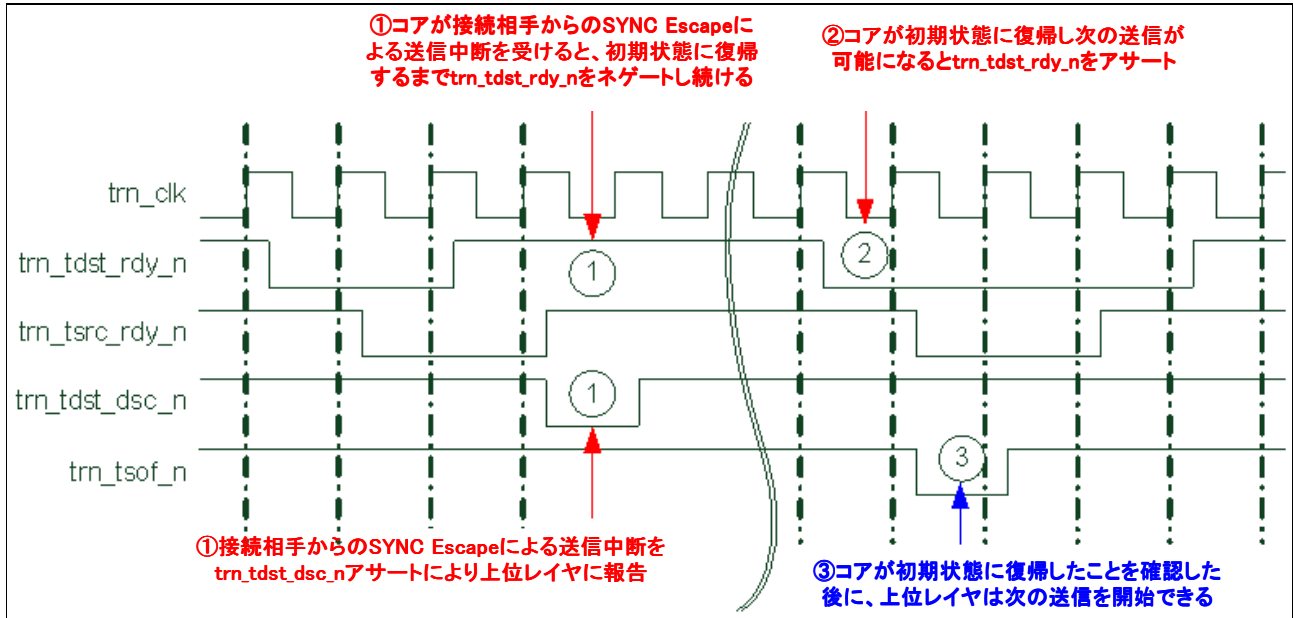 ①コアが接続相手からのSYNC Escapeに
よる送信中断を受けると、初期状態に復帰
するまでtrn_tdst_rdy_nをネゲートし続ける
②コアが初期状態に復帰し次の送信が
可能になるとtrn_tdst_rdy_nをアサート
trn_clk
trn_tdst_rdy_n
1
2
trn_tsrc_rdy_n
trn_tdst_dsc_n
1
trn_tsof_n
3
①接続相手からのSYNC Escapeによる送信中断を
trn_tdst_dsc_nアサートにより上位レイヤに報告
③コアが初期状態に復帰したことを確認した
後に、上位レイヤは次の送信を開始できる